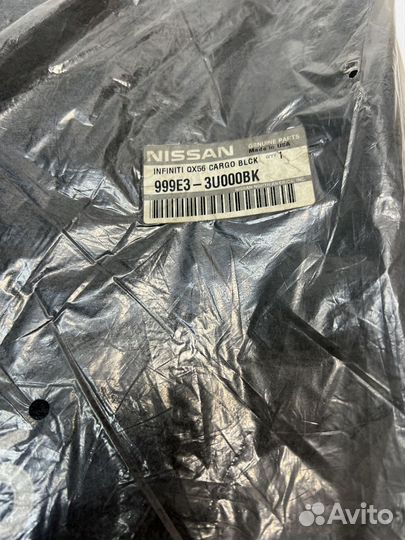 NISSAN GENUINE PARTS
Made in USA
INFINITI QX56 CARGO BLCK QTY 1
999E3-3U000BK
Avito